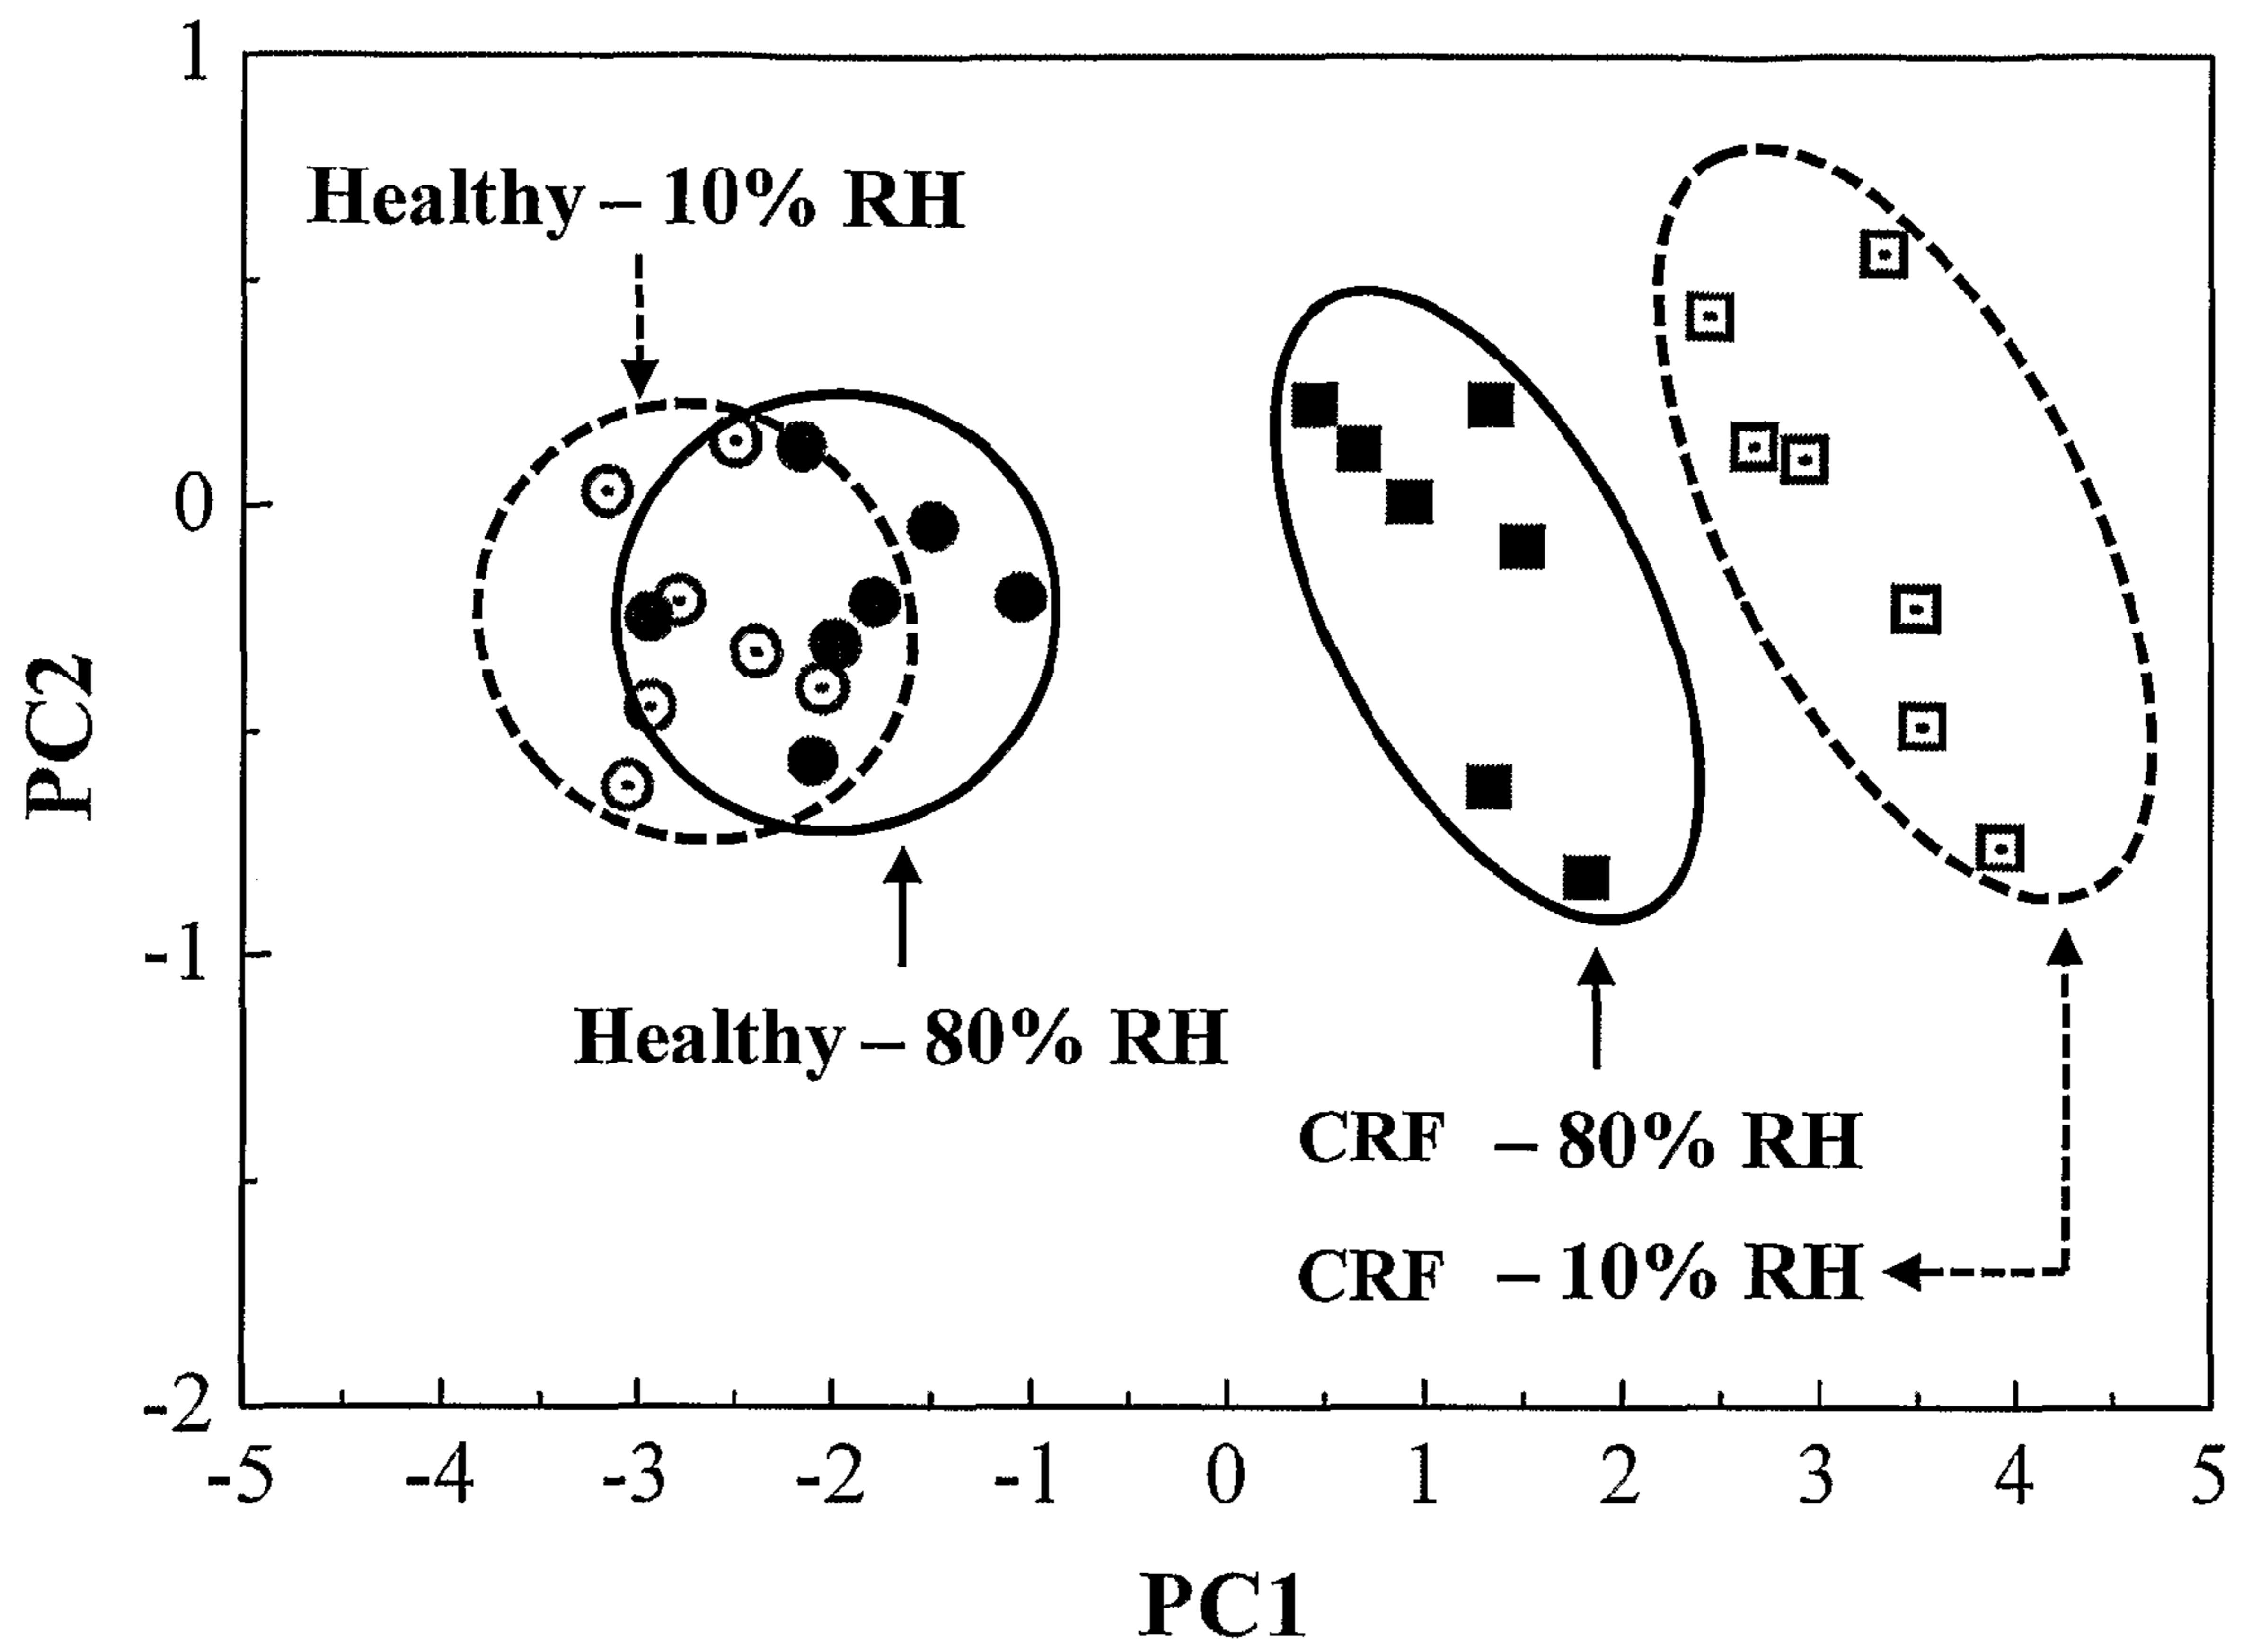 1
Healthy – 10% RH
0
PC2
-1
Healthy – 80% RH
CRF – 80% RH
CRF – 10% RH
-2
-5 -4 -3 -2 -1 0 1 2 3 4 5
PC1